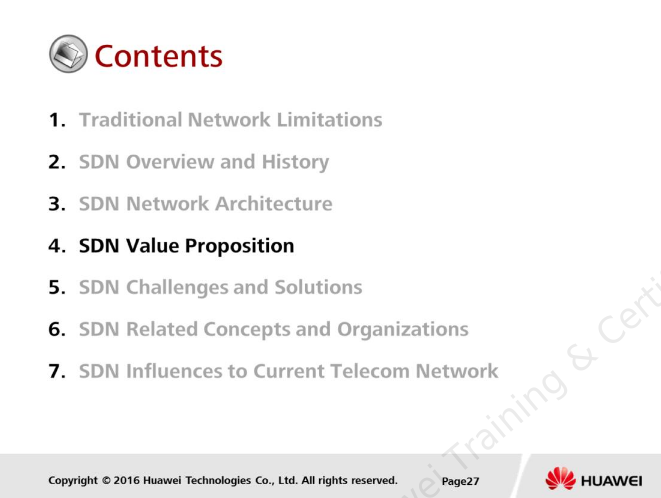 Contents
1. Traditional Network Limitations
2. SDN Overview and History
3. SDN Network Architecture
4. SDN Value Proposition
5. SDN Challenges and Solutions
6. SDN Related Concepts and Organizations
7. SDN Influences to Current Telecom Network
Training &
Copyright © 2016 Huawei Technologies Co., Ltd. All rights reserved.
Page27
HUAWEI